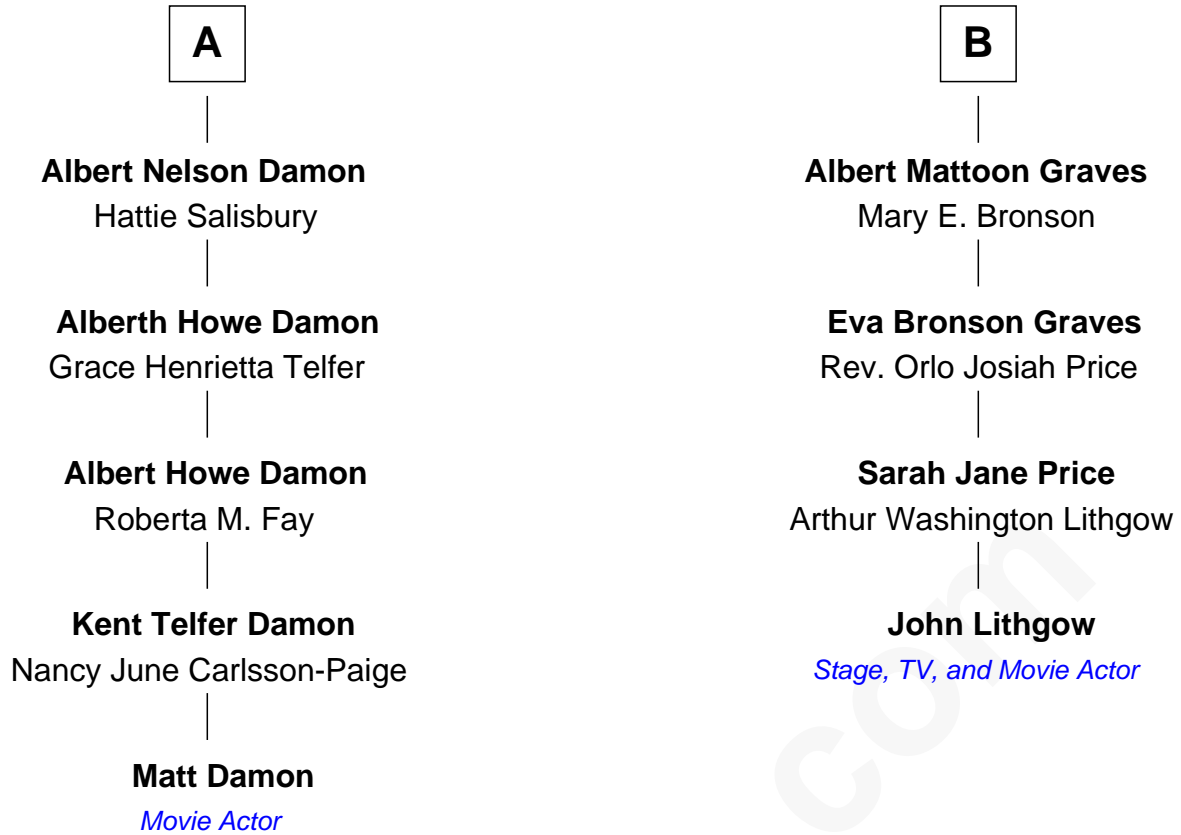 A
Albert Nelson Damon
Hattie Salisbury
Alberth Howe Damon
Grace Henrietta Telfer
Albert Howe Damon
Roberta M. Fay
Kent Telfer Damon
Nancy June Carlsson-Paige
Matt Damon
Movie Actor
B
Albert Mattoon Graves
Mary E. Bronson
Eva Bronson Graves
Rev. Orlo Josiah Price
Sarah Jane Price
Arthur Washington Lithgow
John Lithgow
Stage, TV, and Movie Actor
com